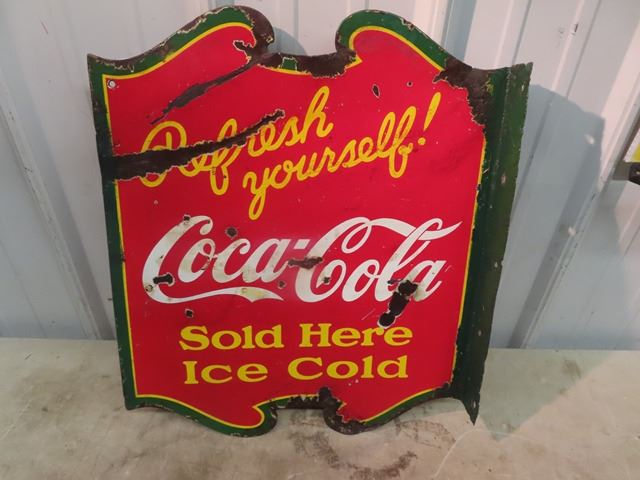 Refresh
yourself!
Coca-Cola
Sold Here
Ice Cold